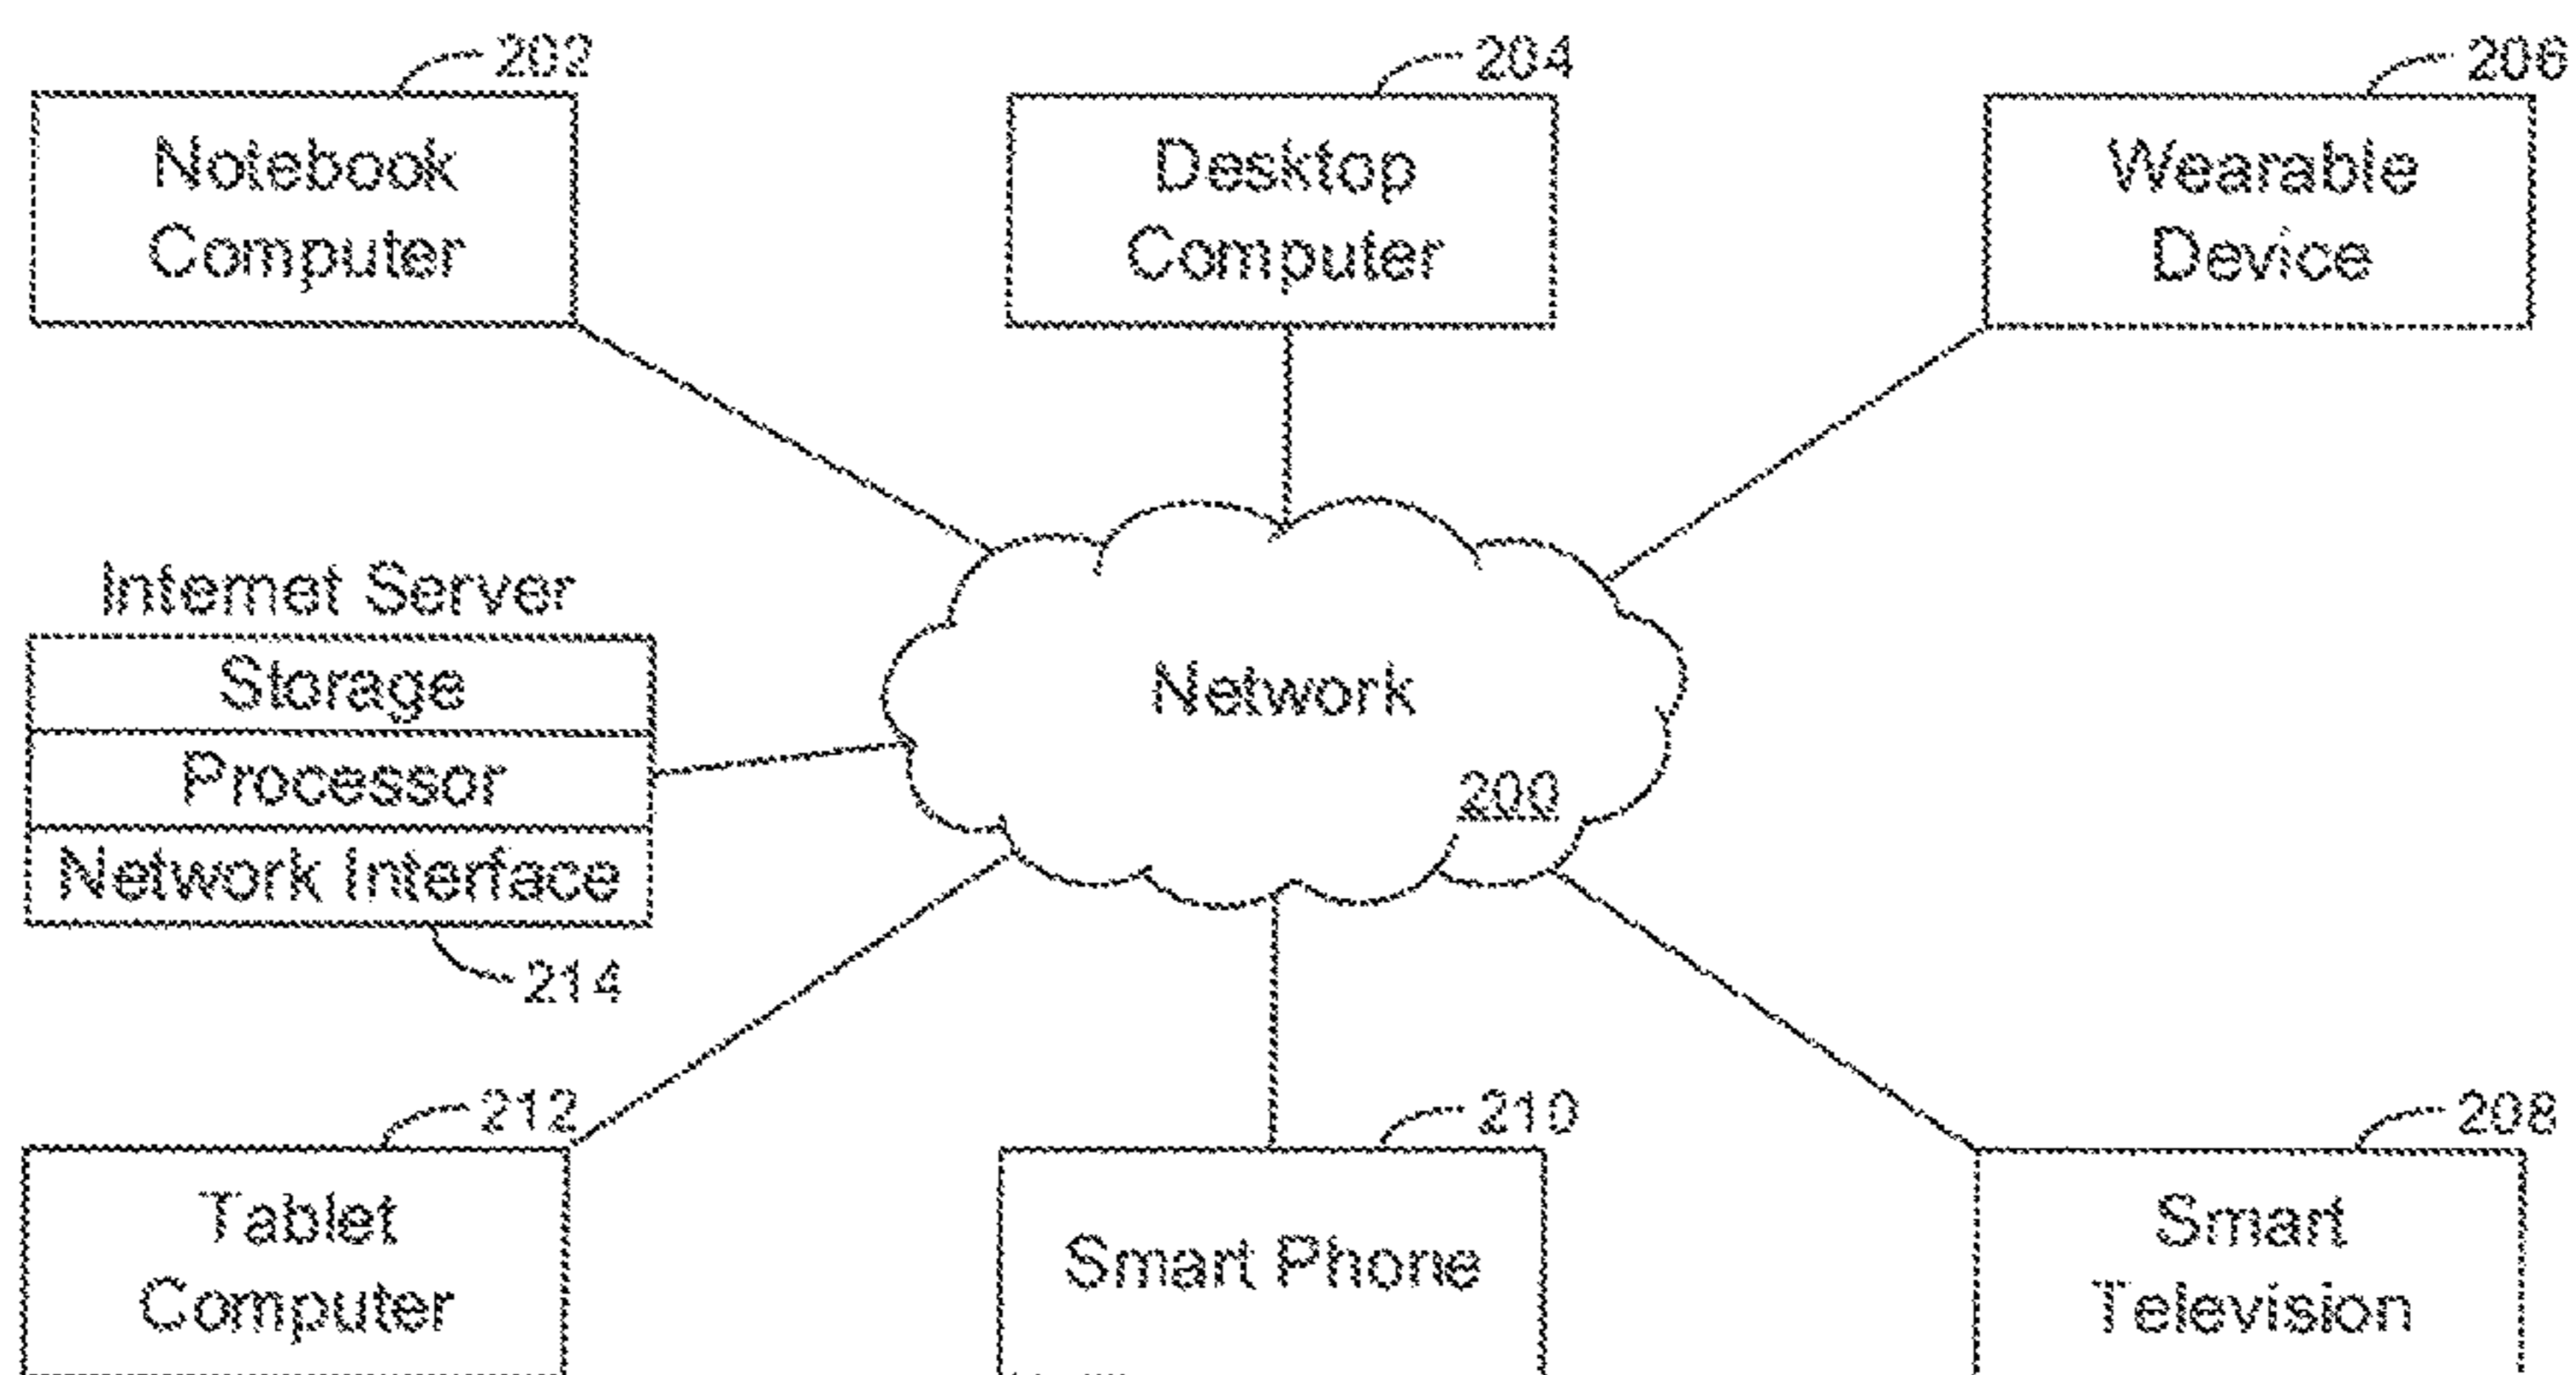 202
204
206
Notebook
Computer
Desktop
Computer
Wearable
Device
Internet Server
Storage
Processor
Network Interface
214
Network
200
212
210
208
Tablet
Computer
Smart Phone
Smart
Television